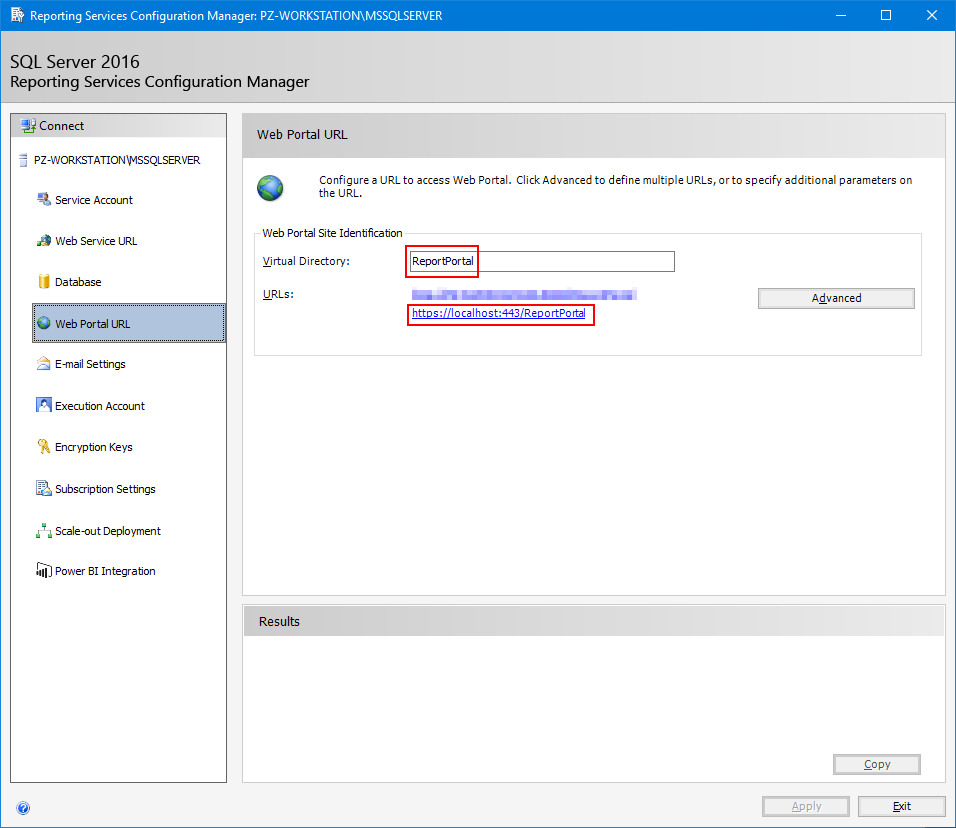 Reporting Services Configuration Manager: PZ-WORKSTATION\MSSQLSERVER
SQL Server 2016
Reporting Services Configuration Manager
Connect
PZ-WORKSTATION\MSSQLSERVER
Service Account
Web Service URL
Database
Web Portal URL
E-mail Settings
Execution Account
Encryption Keys
Subscription Settings
Scale-out Deployment
Power BI Integration
Web Portal URL
Configure a URL to access Web Portal. Click Advanced to define multiple URLs, or to specify additional parameters on
the URL.
Web Portal Site Identification
Virtual Directory:
ReportPortal
URLs:
https://localhost:443/ReportPortal
Advanced
Results
Copy
Apply
Exit